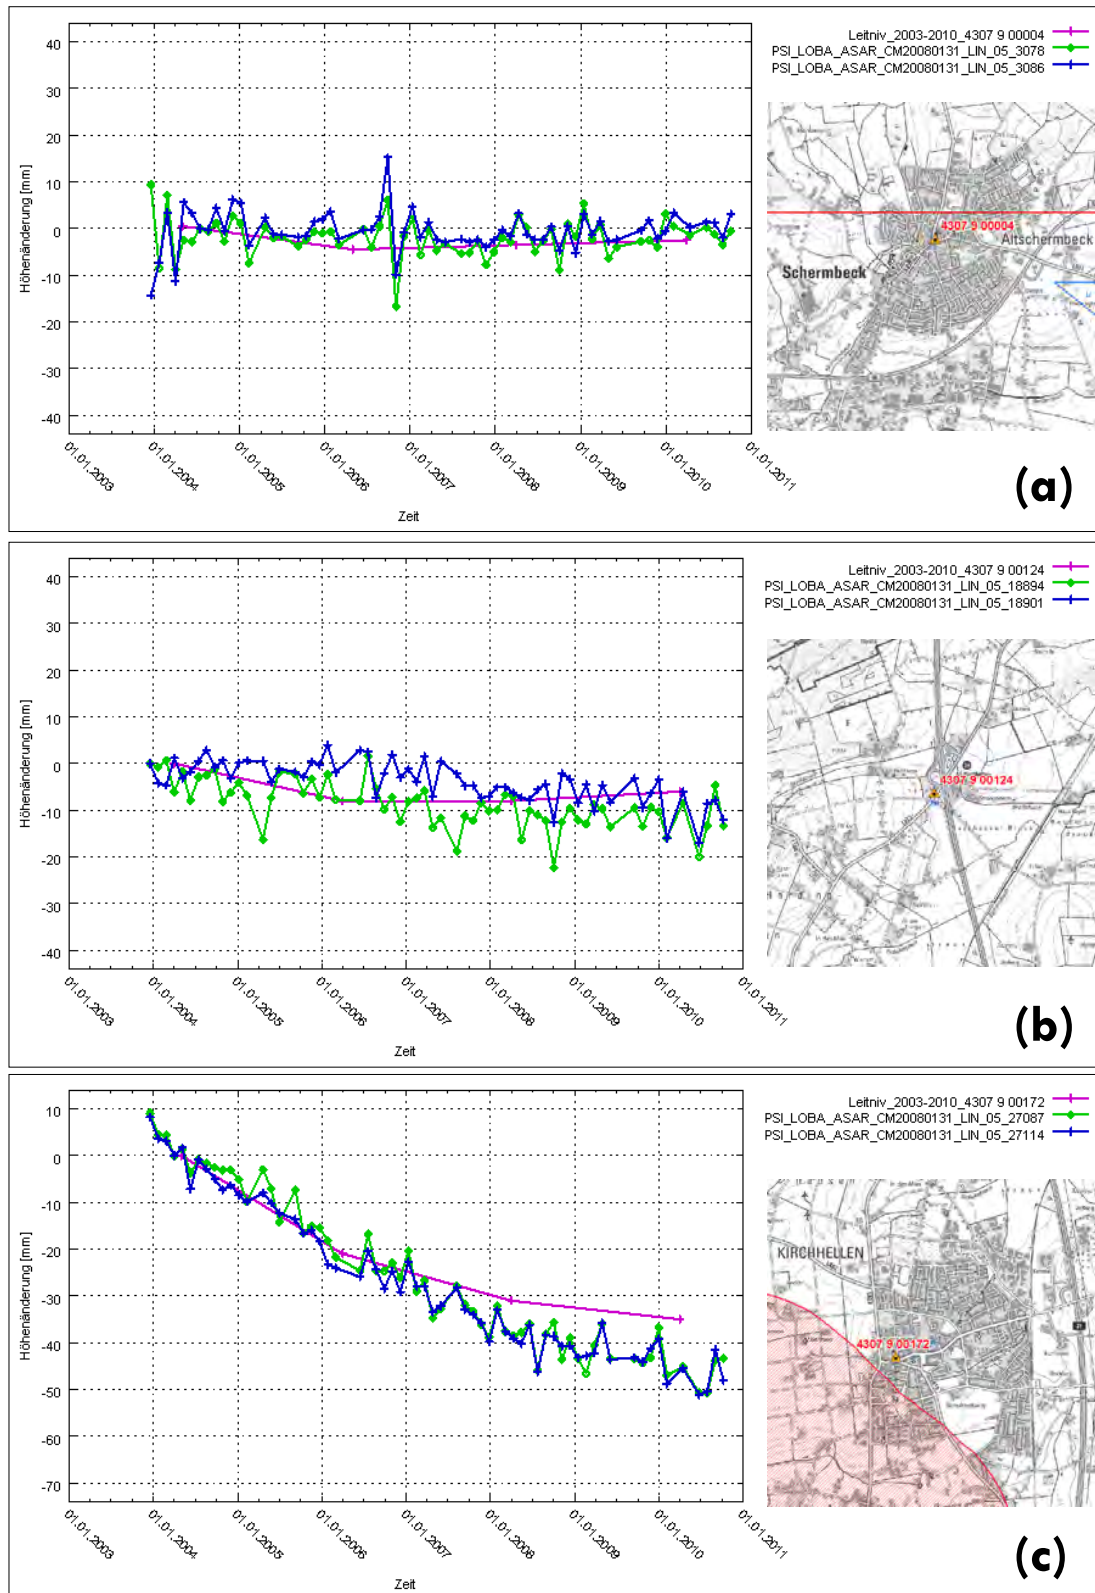 Leitniv_2003-2010_4307 9 00004
PSI_LOBA_ASAR_CM20080131_LIN_05_3078
PSI_LOBA_ASAR_CM20080131_LIN_05_3086
Höhenänderung [mm]
40
30
20
10
0
-10
-20
-30
-40
01.01.2003
01.01.2004
01.01.2005
01.01.2006
01.01.2007
01.01.2008
01.01.2009
01.01.2010
01.01.2011
Zeit
4307 9 00004
Altschermbeck
Schermbeck
(a)
Leitniv_2003-2010_4307 9 00124
PSI_LOBA_ASAR_CM20080131_LIN_05_18894
PSI_LOBA_ASAR_CM20080131_LIN_05_18901
Höhenänderung [mm]
40
30
20
10
0
-10
-20
-30
-40
01.01.2003
01.01.2004
01.01.2005
01.01.2006
01.01.2007
01.01.2008
01.01.2009
01.01.2010
01.01.2011
Zeit
4307 9 00124
(b)
Leitniv_2003-2010_4307 9 00172
PSI_LOBA_ASAR_CM20080131_LIN_05_27087
PSI_LOBA_ASAR_CM20080131_LIN_05_27114
Höhenänderung [mm]
10
0
-10
-20
-30
-40
-50
-60
-70
01.01.2003
01.01.2004
01.01.2005
01.01.2006
01.01.2007
01.01.2008
01.01.2009
01.01.2010
01.01.2011
Zeit
KIRCHHELLEN
4307 9 00172
(c)